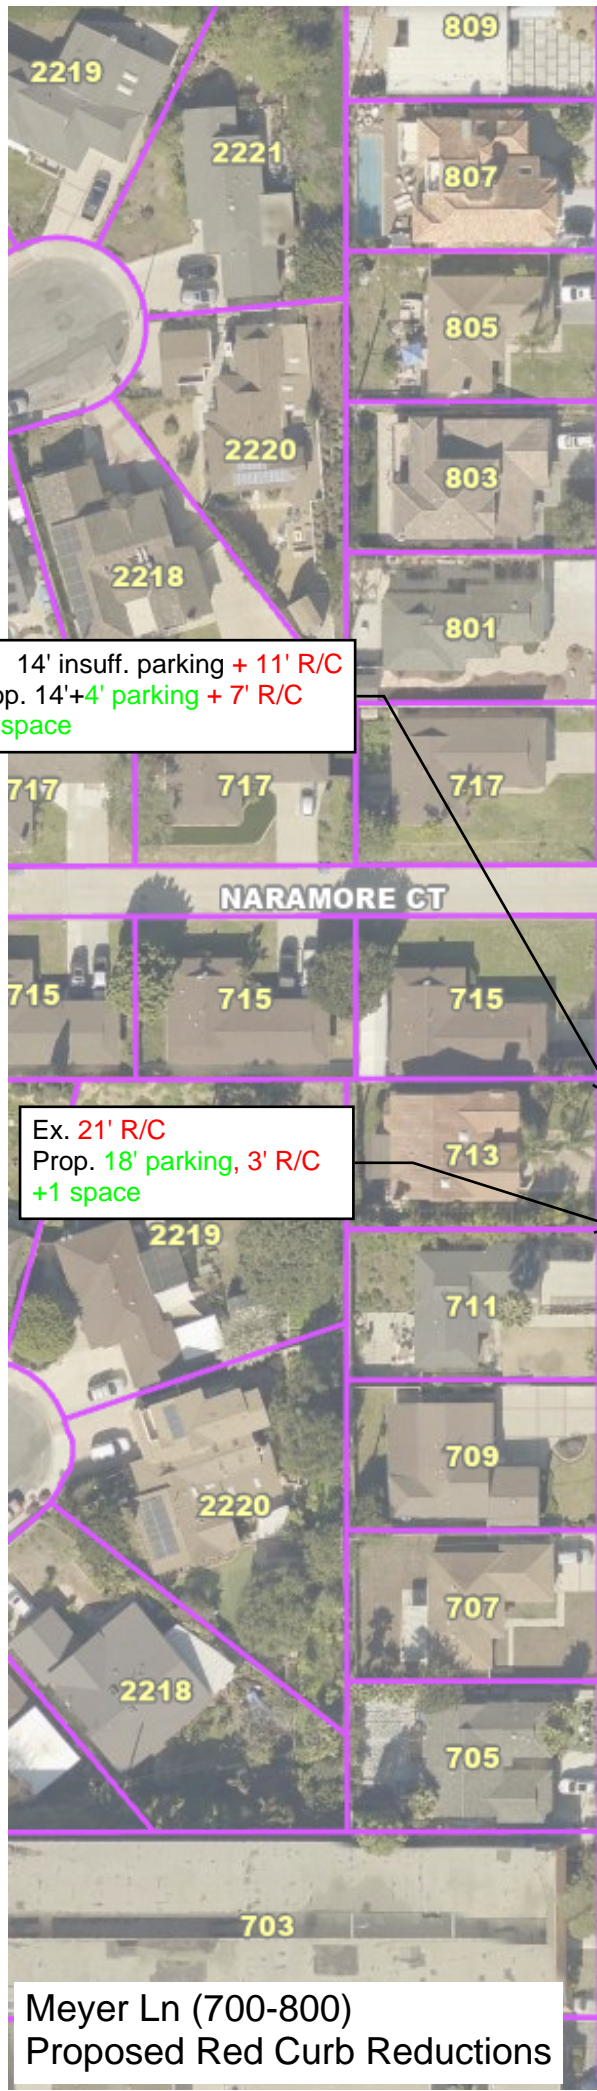 809
2219
2221
807
805
2220
803
2218
801
14' insuff. parking + 11' R/C
op. 14'+4' parking + 7' R/C
space
717
717
717
NARAMORE CT
715
715
715
Ex. 21' R/C
Prop. 18' parking, 3' R/C
+1 space
713
2219
711
709
2220
707
2218
705
703
Meyer Ln (700-800)
Proposed Red Curb Reductions